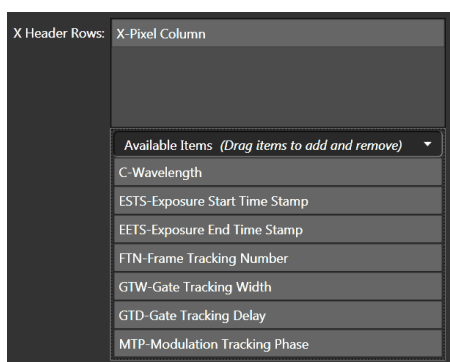 X Header Rows: X-Pixel Column
Available Items (Drag items to add and remove)
C-Wavelength
ESTS-Exposure Start Time Stamp
EETS-Exposure End Time Stamp
FTN-Frame Tracking Number
GTW-Gate Tracking Width
GTD-Gate Tracking Delay
MTP-Modulation Tracking Phase